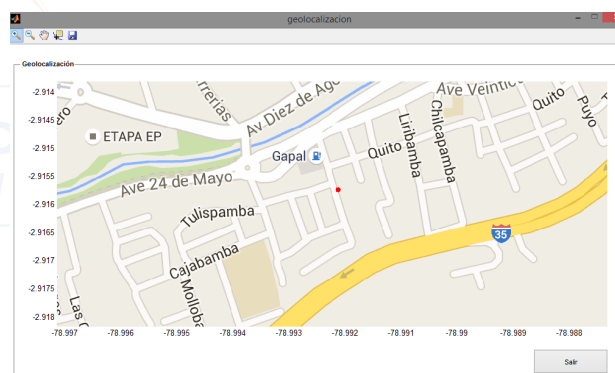 geolocalizacion
Geolocalización
-2.914
-2.9145
-2.915
-2.9155
-2.916
-2.9165
-2.917
-2.9175
-2.918
Av Diez de Ago
Ave Veintic
Quito
Puyo
ETAPA EP
Gapal
Quito
Liribamba
Chilcapamba
Ave 24 de Mayo
Tulispamba
35
Cajabamba
Mollob
Las
-78.997
-78.996
-78.995
-78.994
-78.993
-78.992
-78.991
-78.99
-78.989
-78.988
Salir